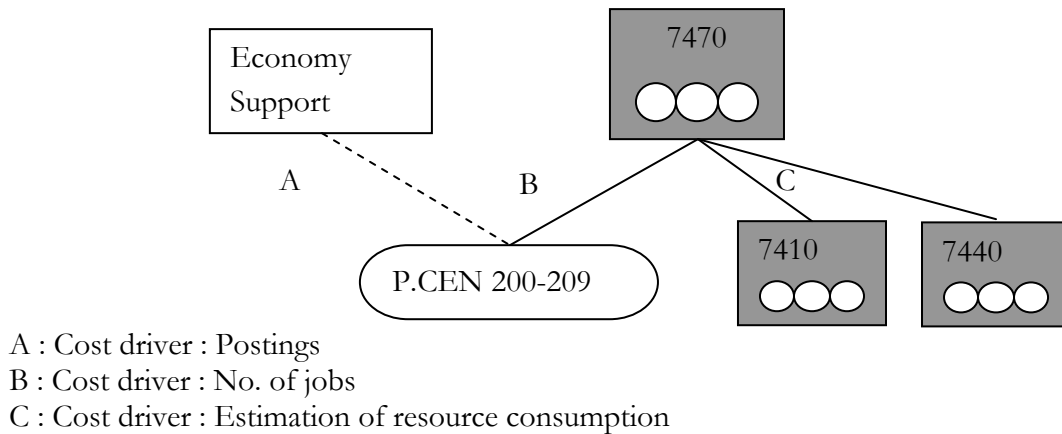 Economy
Support
7470
A
B
C
P.CEN 200-209
7410
7440
A : Cost driver : Postings
B : Cost driver : No. of jobs
C : Cost driver : Estimation of resource consumption